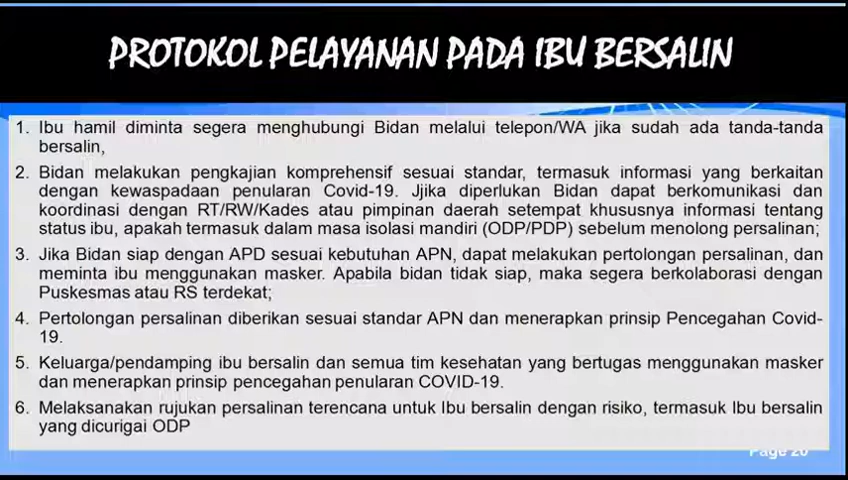 PROTOKOL PELAYANAN PADA IBU BERSALIN
1. Ibu hamil diminta segera menghubungi Bidan melalui telepon/WA jika sudah ada tanda-tanda
bersalin,
2. Bidan melakukan pengkajian komprehensif sesuai standar, termasuk informasi yang berkaitan
dengan kewaspadaan penularan Covid-19. Jjika diperlukan Bidan dapat berkomunikasi dan
koordinasi dengan RT/RW/Kades atau pimpinan daerah setempat khususnya informasi tentang
status ibu, apakah termasuk dalam masa isolasi mandiri (ODP/PDP) sebelum menolong persalinan;
3. Jika Bidan siap dengan APD sesuai kebutuhan APN, dapat melakukan pertolongan persalinan, dan
meminta ibu menggunakan masker. Apabila bidan tidak siap, maka segera berkolaborasi dengan
Puskesmas atau RS terdekat;
4. Pertolongan persalinan diberikan sesuai standar APN dan menerapkan prinsip Pencegahan Covid-
19.
5. Keluarga/pendamping ibu bersalin dan semua tim kesehatan yang bertugas menggunakan masker
dan menerapkan prinsip pencegahan penularan COVID-19.
6. Melaksanakan rujukan persalinan terencana untuk Ibu bersalin dengan risiko, termasuk Ibu bersalin
yang dicurigai ODP
Page 20